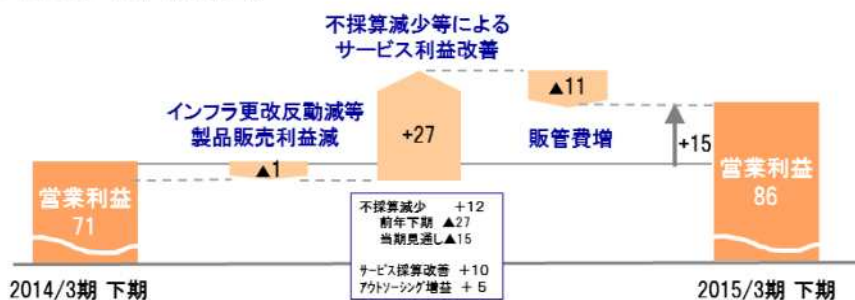 不採算減少等による
サービス利益改善
▲11
インフラ更改反動減等
製品販売利益減
+27
販管費増
+15
▲1
営業利益
71
営業利益
86
不採算減少 +12
前年下期 ▲27
当期見通し▲15
サービス採算改善 +10
アウトソーシング増益 + 5
2014/3期 下期
2015/3期 下期